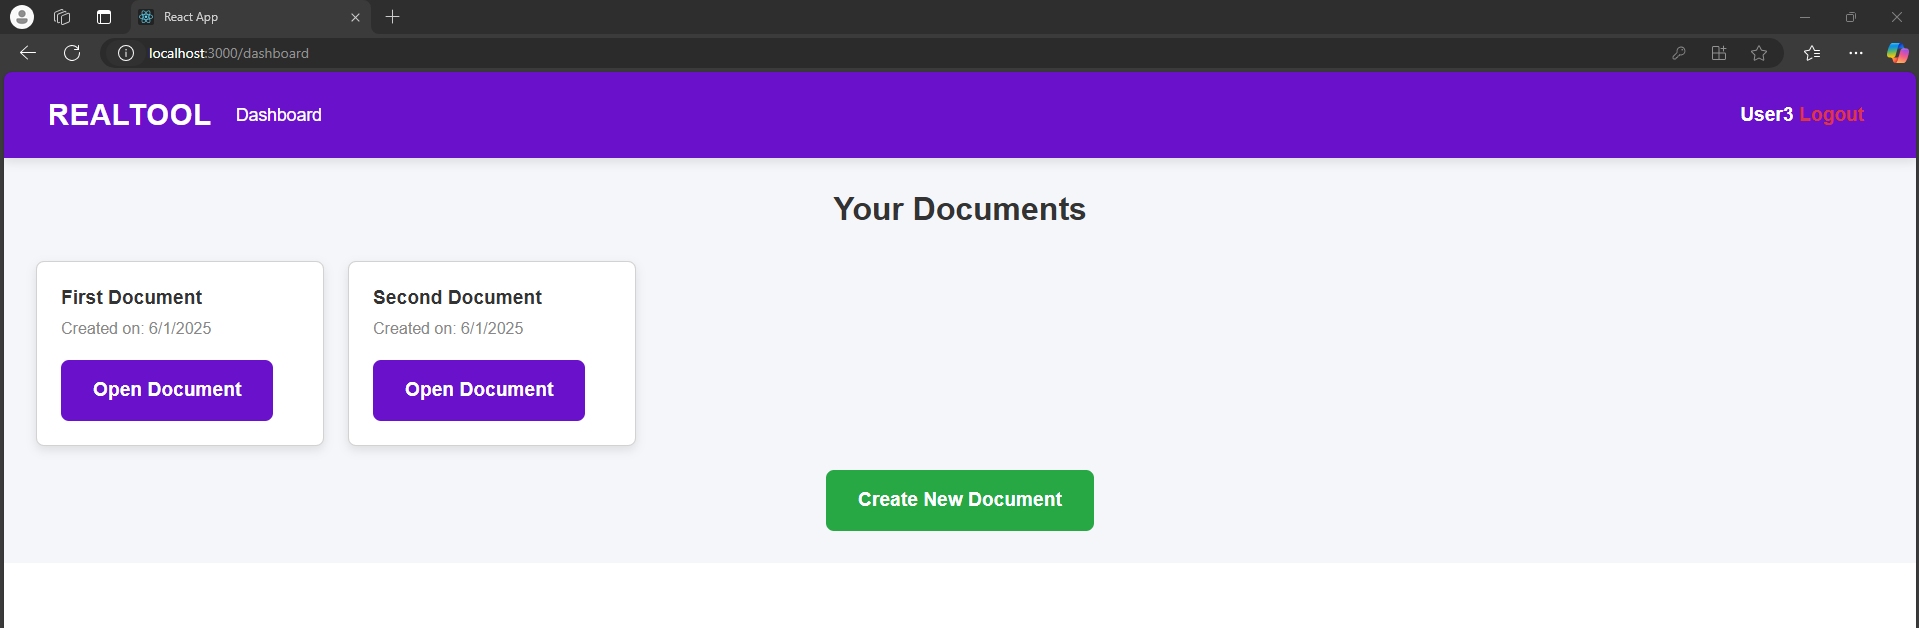 React App
localhost:3000/dashboard
REALTOOL Dashboard User3 Logout
Your Documents
First Document
Created on: 6/1/2025
Open Document
Second Document
Created on: 6/1/2025
Open Document
Create New Document